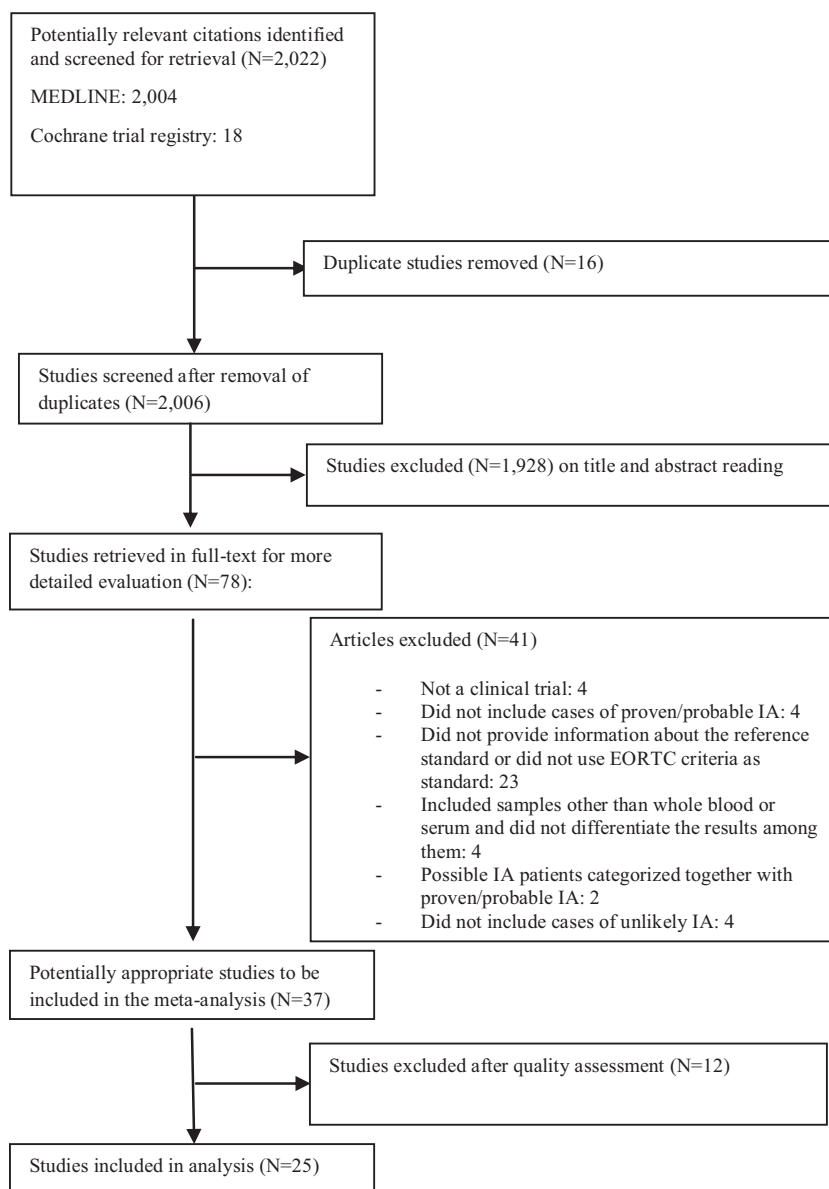 Potentially relevant citations identified
and screened for retrieval (N=2,022)
MEDLINE: 2,004
Cochrane trial registry: 18
Duplicate studies removed (N=16)
Studies screened after removal of
duplicates (N=2,006)
Studies excluded (N=1,928) on title and abstract reading
Studies retrieved in full-text for more
detailed evaluation (N=78):
Articles excluded (N=41)
- Not a clinical trial: 4
- Did not include cases of proven/probable IA: 4
- Did not provide information about the reference
standard or did not use EORTC criteria as
standard: 23
- Included samples other than whole blood or
serum and did not differentiate the results among
them: 4
- Possible IA patients categorized together with
proven/probable IA: 2
- Did not include cases of unlikely IA: 4
Potentially appropriate studies to be
included in the meta-analysis (N=37)
Studies excluded after quality assessment (N=12)
Studies included in analysis (N=25)